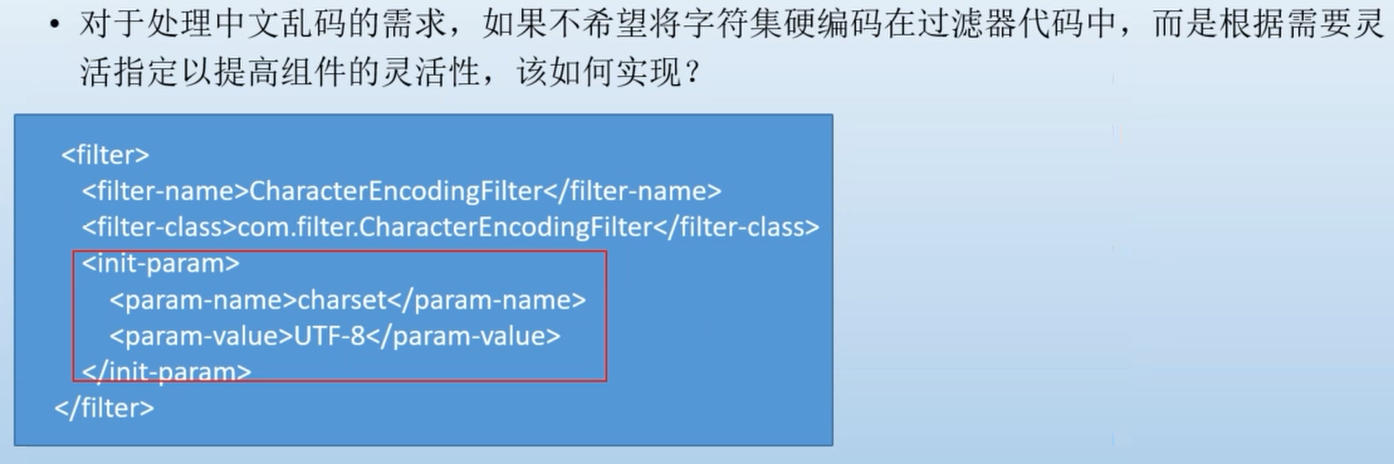 • 对于处理中文乱码的需求，如果不希望将字符集硬编码在过滤器代码中，而是根据需要灵
活指定以提高组件的灵活性，该如何实现？
<filter>
<filter-name>CharacterEncodingFilter</filter-name>
<filter-class>com.filter.CharacterEncodingFilter</filter-class>
<init-param>
<param-name>charset</param-name>
<param-value>UTF-8</param-value>
</init-param>
</filter>